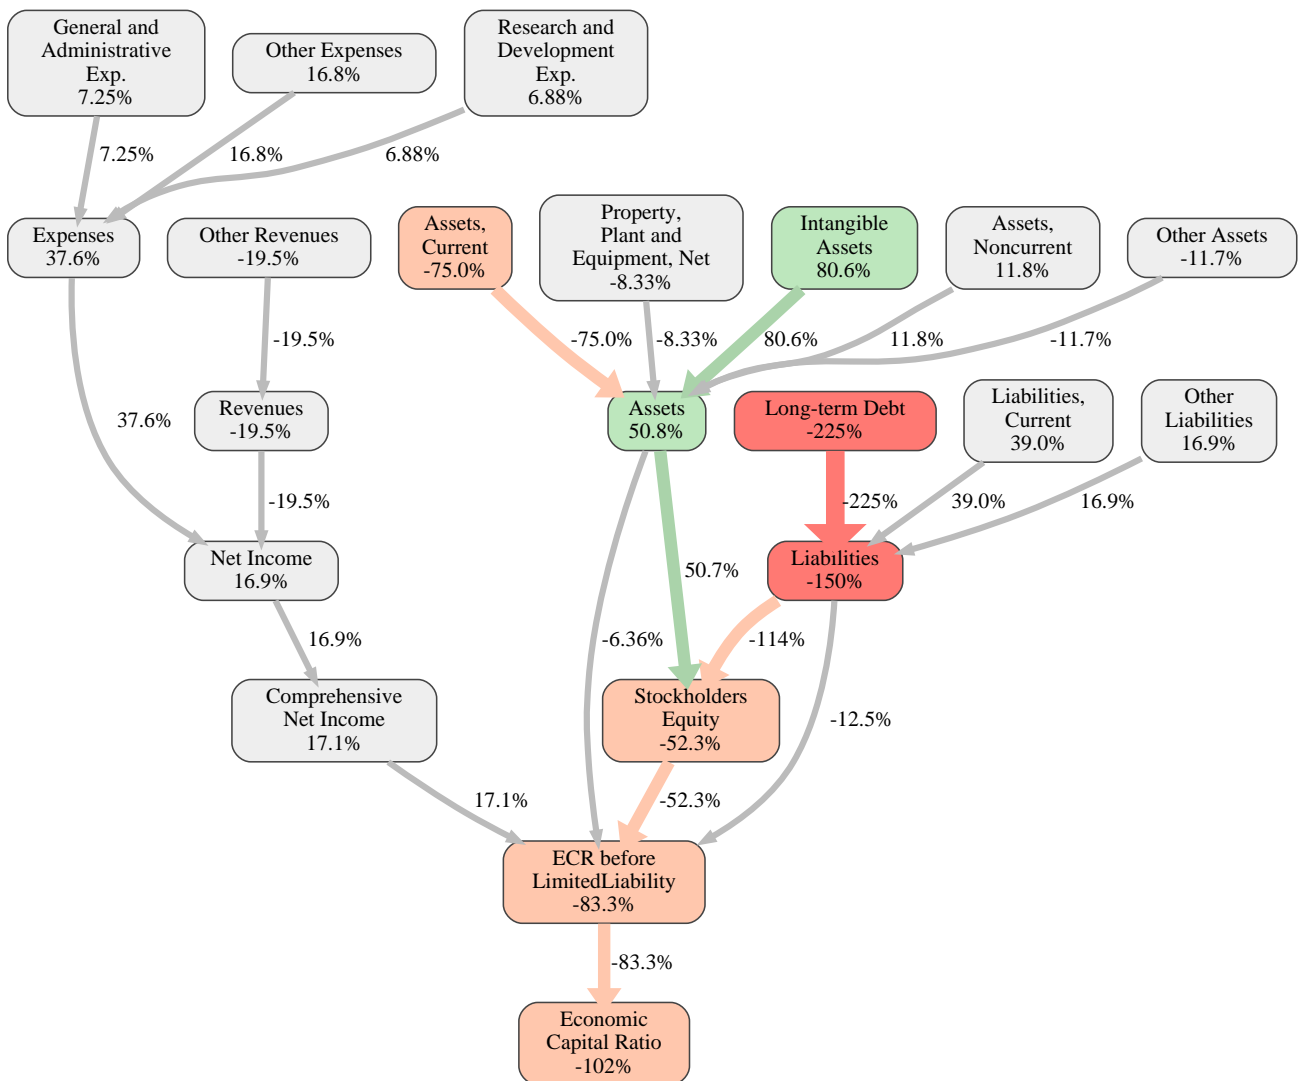 General and
Administrative
Exp.
7.25%
Other Expenses
16.8%
Research and
Development
Exp.
6.88%
7.25%
16.8%
6.88%
Expenses
37.6%
Other Revenues
-19.5%
Assets,
Current
-75.0%
Property,
Plant and
Equipment, Net
-8.33%
Intangible
Assets
80.6%
Assets,
Noncurrent
11.8%
Other Assets
-11.7%
-19.5%
-75.0%
-8.33%
80.6%
11.8%
-11.7%
37.6%
Revenues
-19.5%
Assets
50.8%
Long-term Debt
-225%
Liabilities,
Current
39.0%
Other
Liabilities
16.9%
-19.5%
-225%
39.0%
16.9%
Net Income
16.9%
50.7%
Liabilities
-150%
16.9%
-6.36%
-114%
Comprehensive
Net Income
17.1%
Stockholders
Equity
-52.3%
-12.5%
17.1%
-52.3%
ECR before
LimitedLiability
-83.3%
-83.3%
Economic
Capital Ratio
-102%